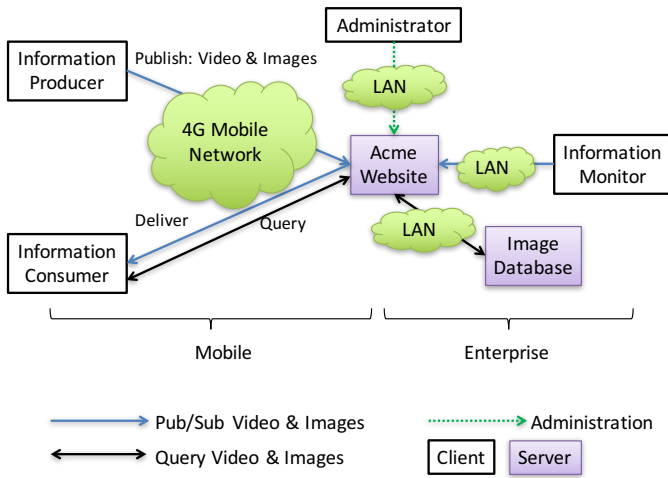 Administrator
Information
Producer
Publish: Video & Images
LAN
4G Mobile
Network
Acme
Website
LAN
Information
Monitor
Deliver
Query
LAN
Information
Consumer
Image
Database
Mobile
Enterprise
Pub/Sub Video & Images
Administration
Query Video & Images
Client
Server